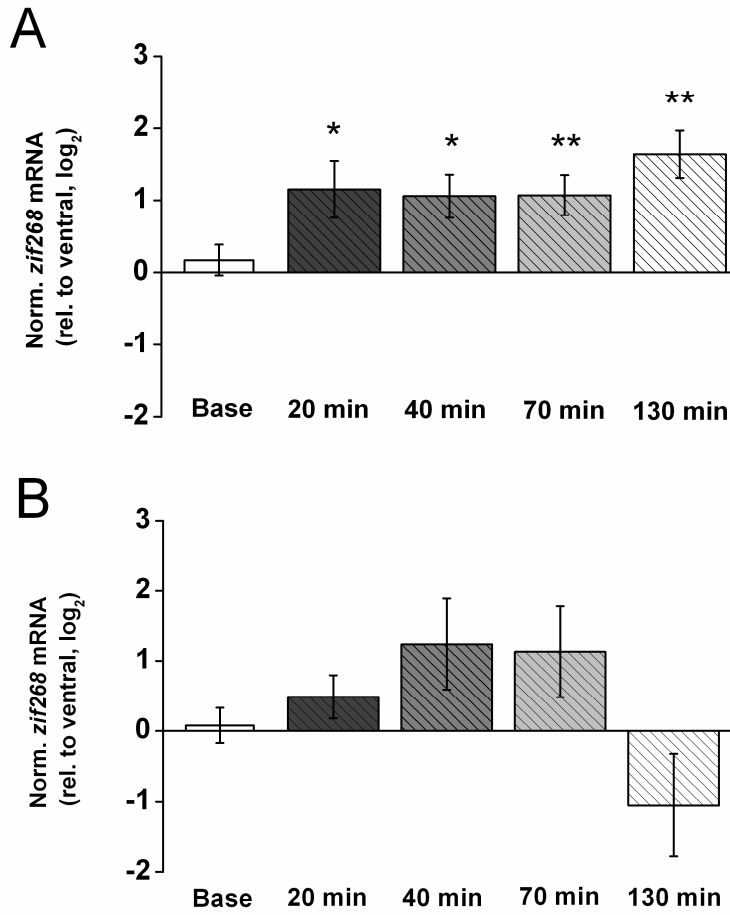 A
Norm. zif268 mRNA
(rel. to ventral, log2)
3
2
1
0
-1
-2
*
*
**
**
Base 20 min 40 min 70 min 130 min
B
Norm. zif268 mRNA
(rel. to ventral, log2)
3
2
1
0
-1
-2
Base 20 min 40 min 70 min 130 min